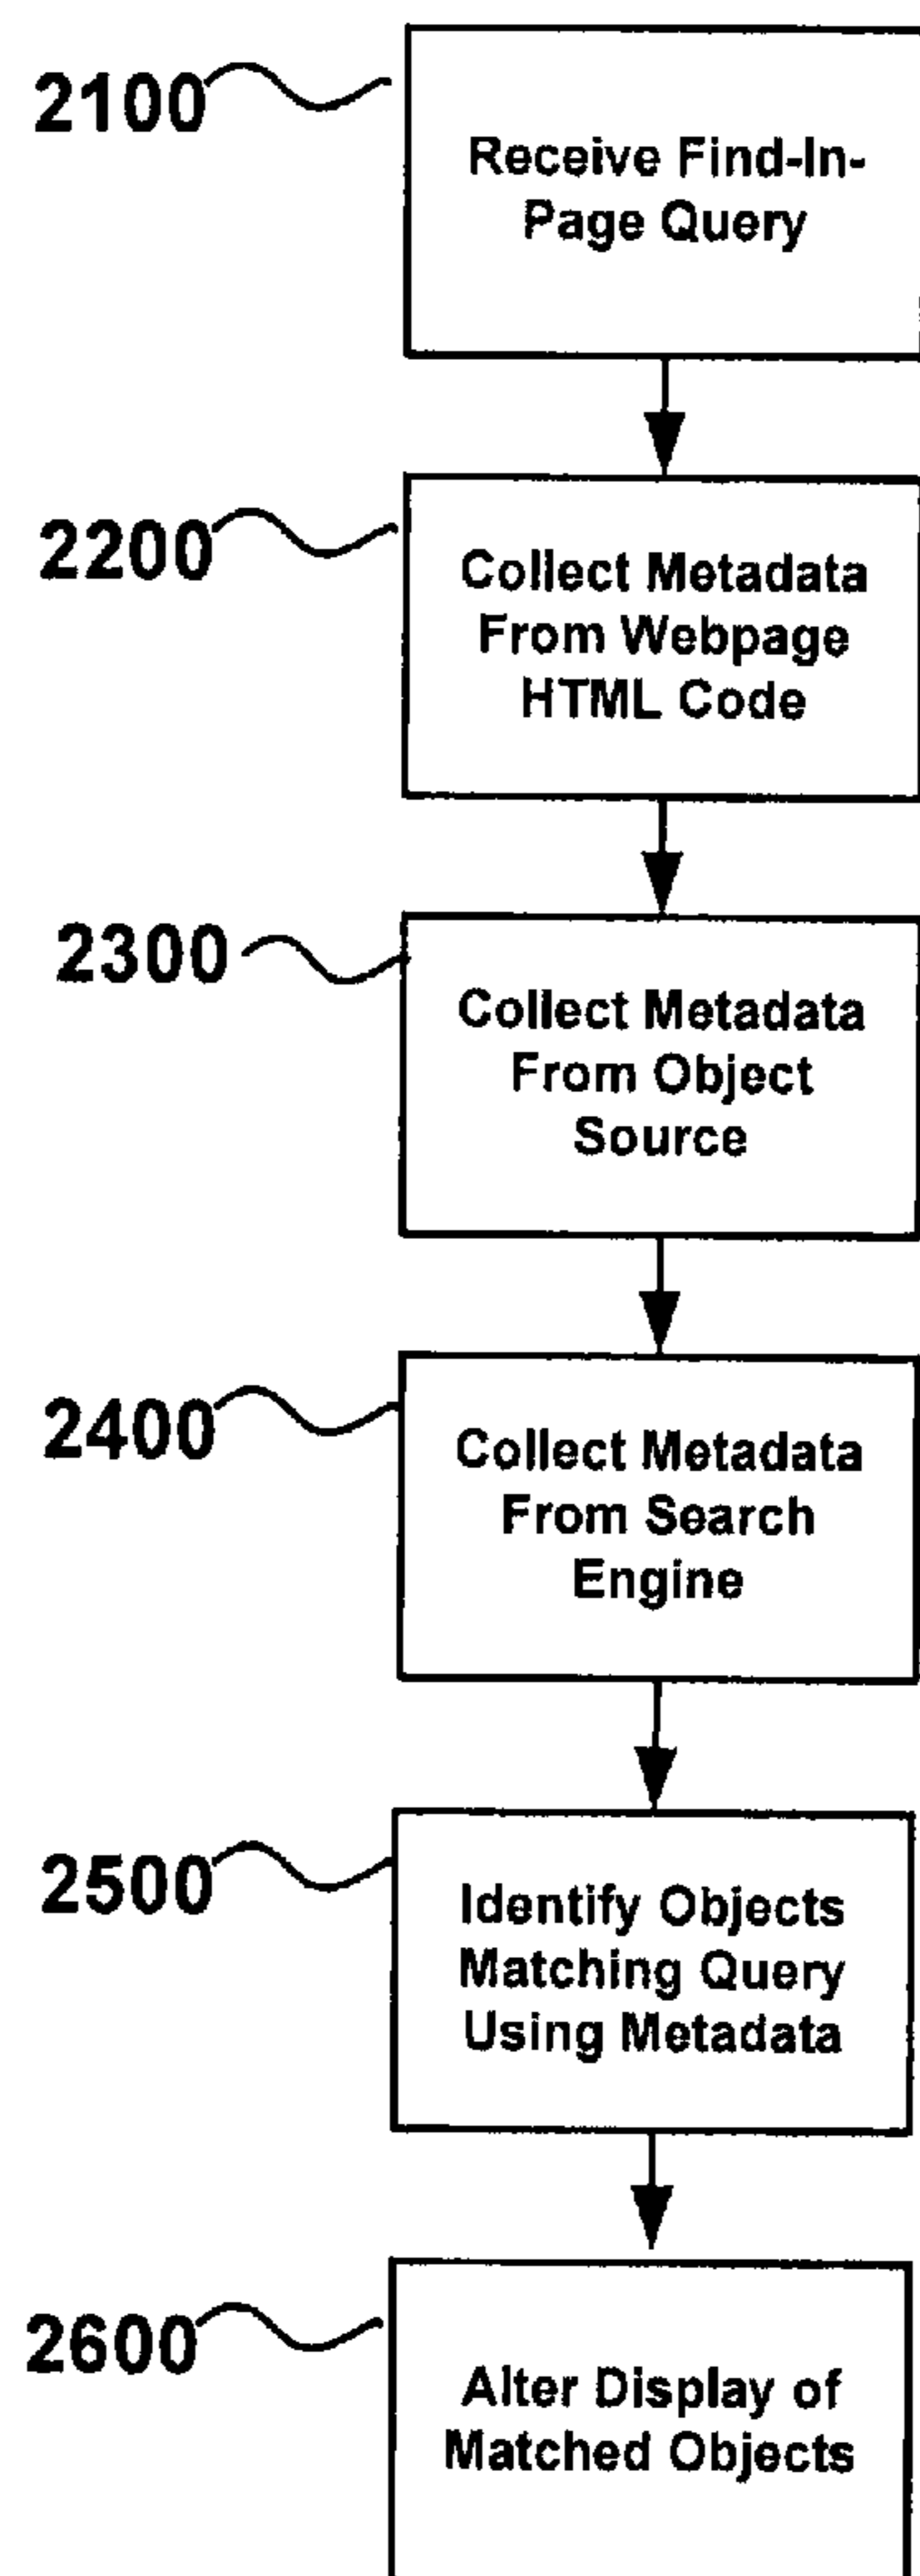 2100
Receive Find-In-
Page Query
2200
Collect Metadata
From Webpage
HTML Code
2300
Collect Metadata
From Object
Source
2400
Collect Metadata
From Search
Engine
2500
Identify Objects
Matching Query
Using Metadata
2600
Alter Display of
Matched Objects